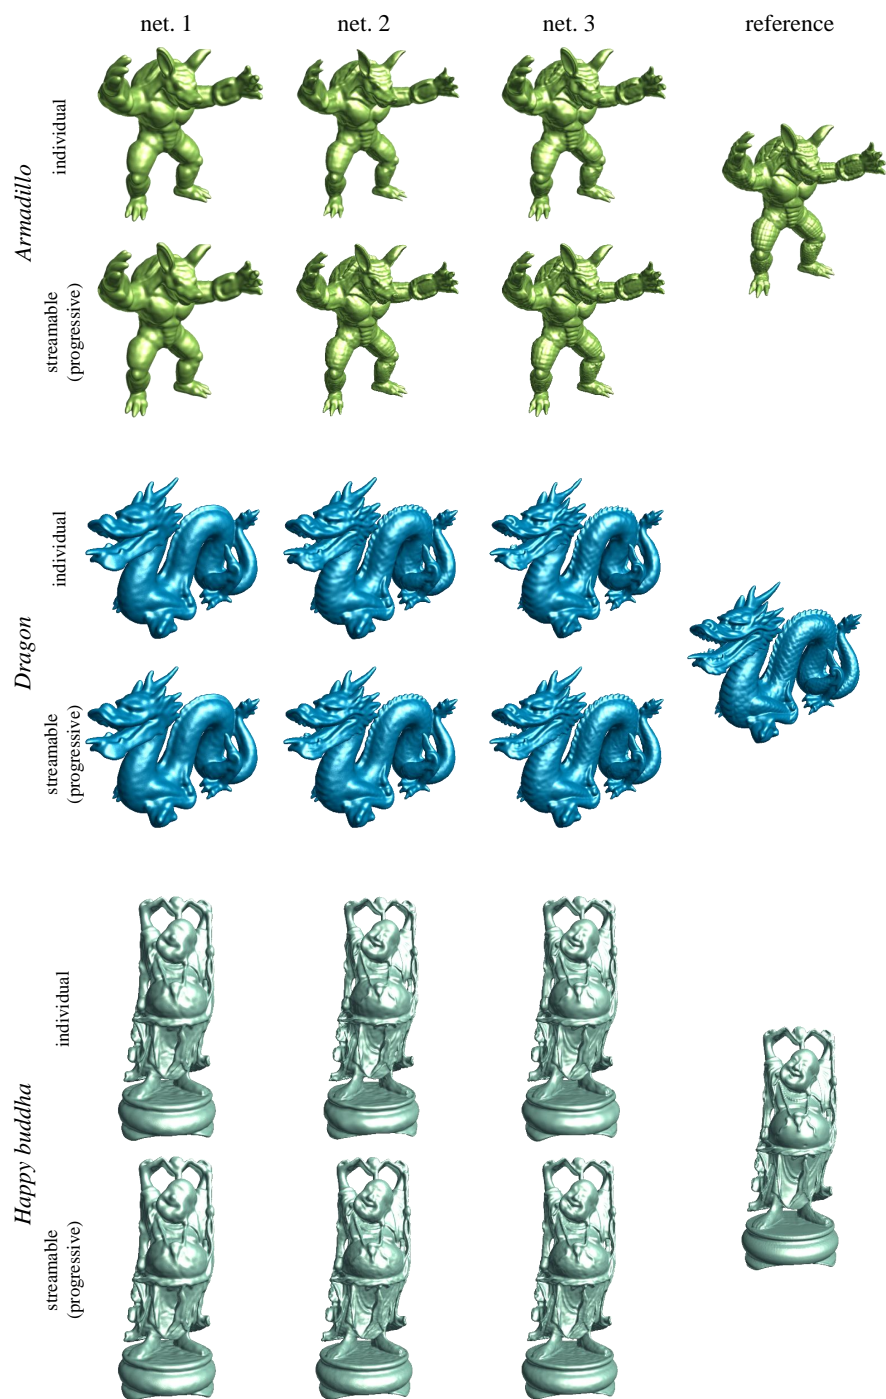 net. 1
net. 2
net. 3
reference
Armadillo
individual
streamable
(progressive)
Dragon
individual
streamable
(progressive)
Happy buddha
individual
streamable
(progressive)